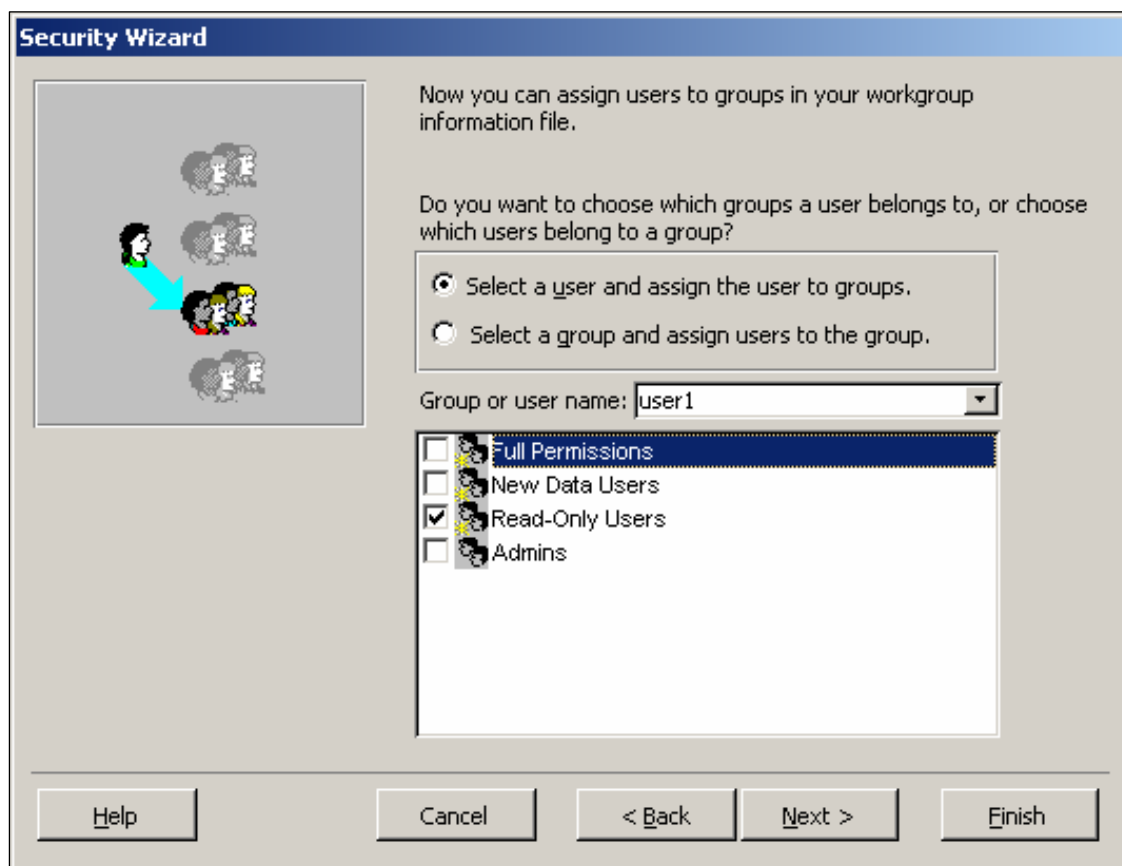 Security Wizard
Now you can assign users to groups in your workgroup
information file.
Do you want to choose which groups a user belongs to, or choose
which users belong to a group?
Select a user and assign the user to groups.
Select a group and assign users to the group.
Group or user name: user1
Full Permissions
New Data Users
Read-Only Users
Admins
Help Cancel < Back Next > Finish